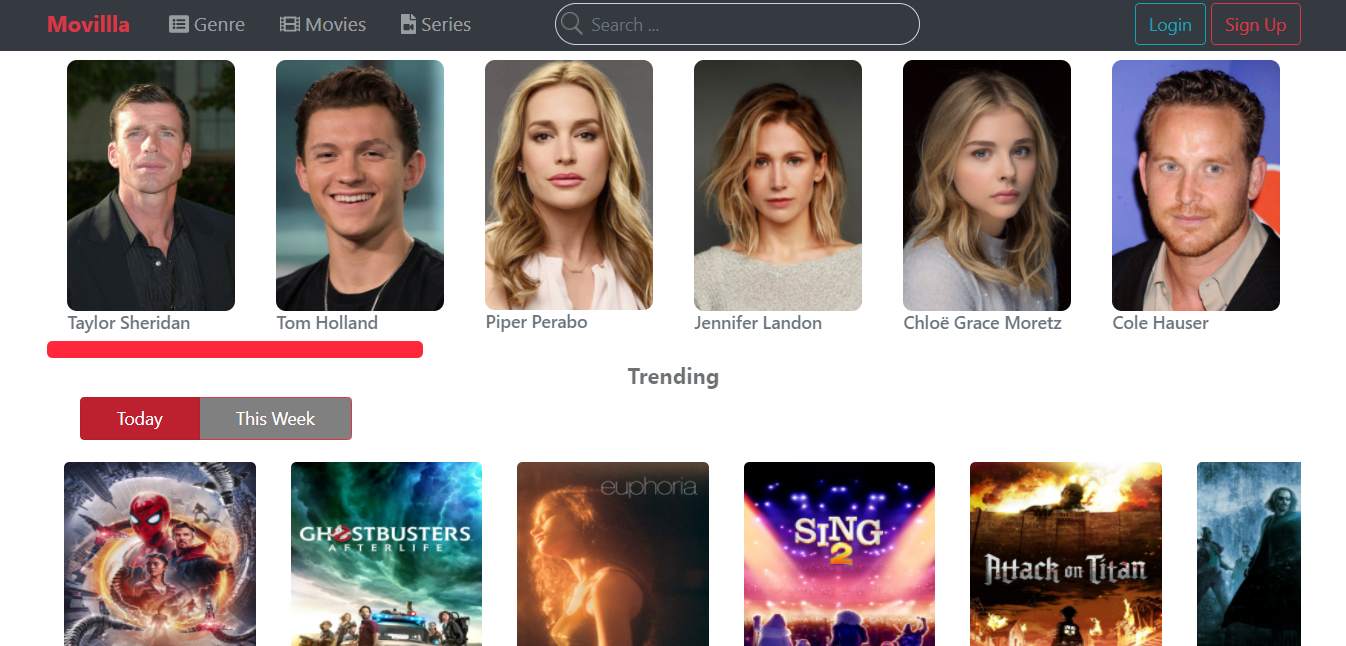 Movillla Genre Movies Series Search ... Login Sign Up
Taylor Sheridan Tom Holland Piper Perabo Jennifer Landon Chloë Grace Moretz Cole Hauser
Trending
Today This Week
euphoria
GHOSTBUSTERS
AFTERLIFE
SING
2
Attack on Titan